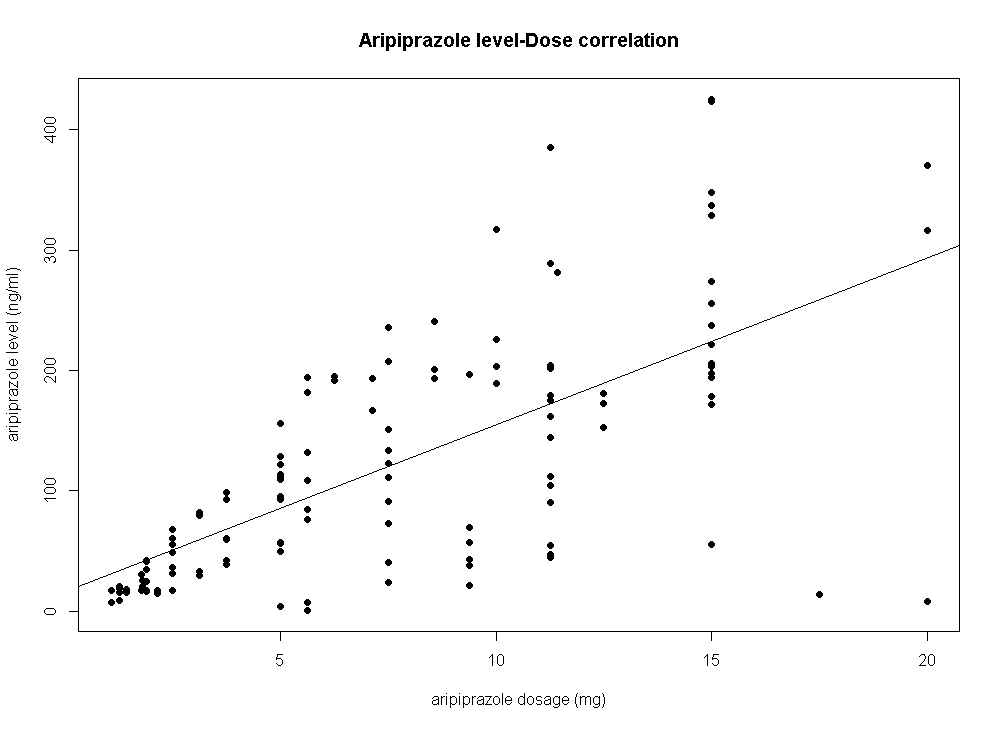 Aripiprazole level-Dose correlation
400
300
200
100
0
aripiprazole level (ng/ml)
5 10 15 20
aripiprazole dosage (mg)